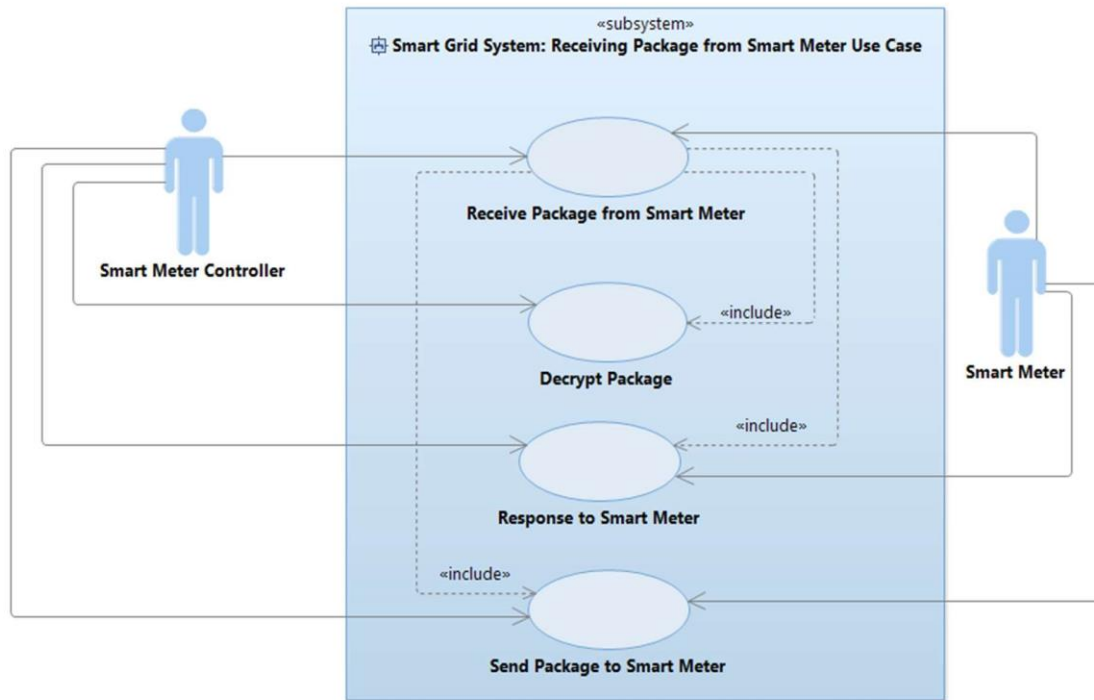 «subsystem»
Smart Grid System: Receiving Package from Smart Meter Use Case
Receive Package from Smart Meter
Smart Meter Controller
«include»
Decrypt Package
Smart Meter
«include»
Response to Smart Meter
«include»
Send Package to Smart Meter